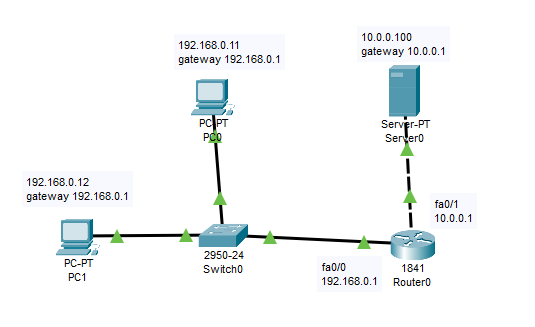 10.0.0.100
gateway 10.0.0.1
192.168.0.11
gateway 192.168.0.1
PC-PT
PC0
Server-PT
Server0
192.168.0.12
gateway 192.168.0.1
fa0/1
10.0.0.1
PC-PT
PC1
2950-24
Switch0
fa0/0
192.168.0.1
1841
Router0